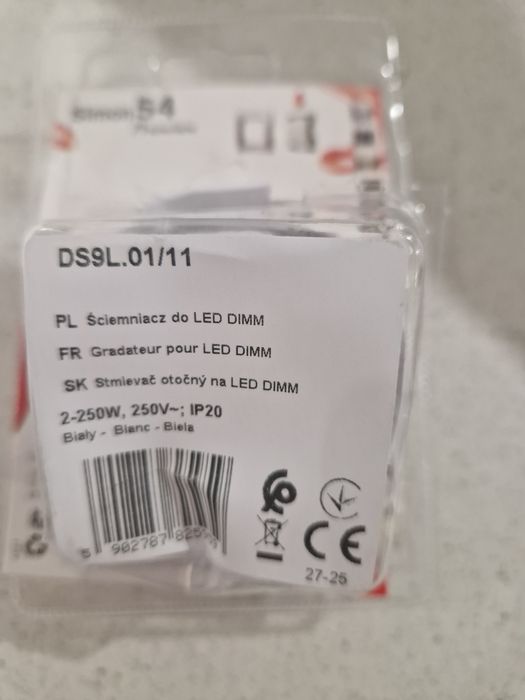 Simon 54
DS9L.01/11
PL Ściemniacz do LED DIMM
FR Gradateur pour LED DIMM
SK Stmievač otočný na LED DIMM
2-250W, 250V~; IP20
Biały - Blanc - Biela
CE
27-25